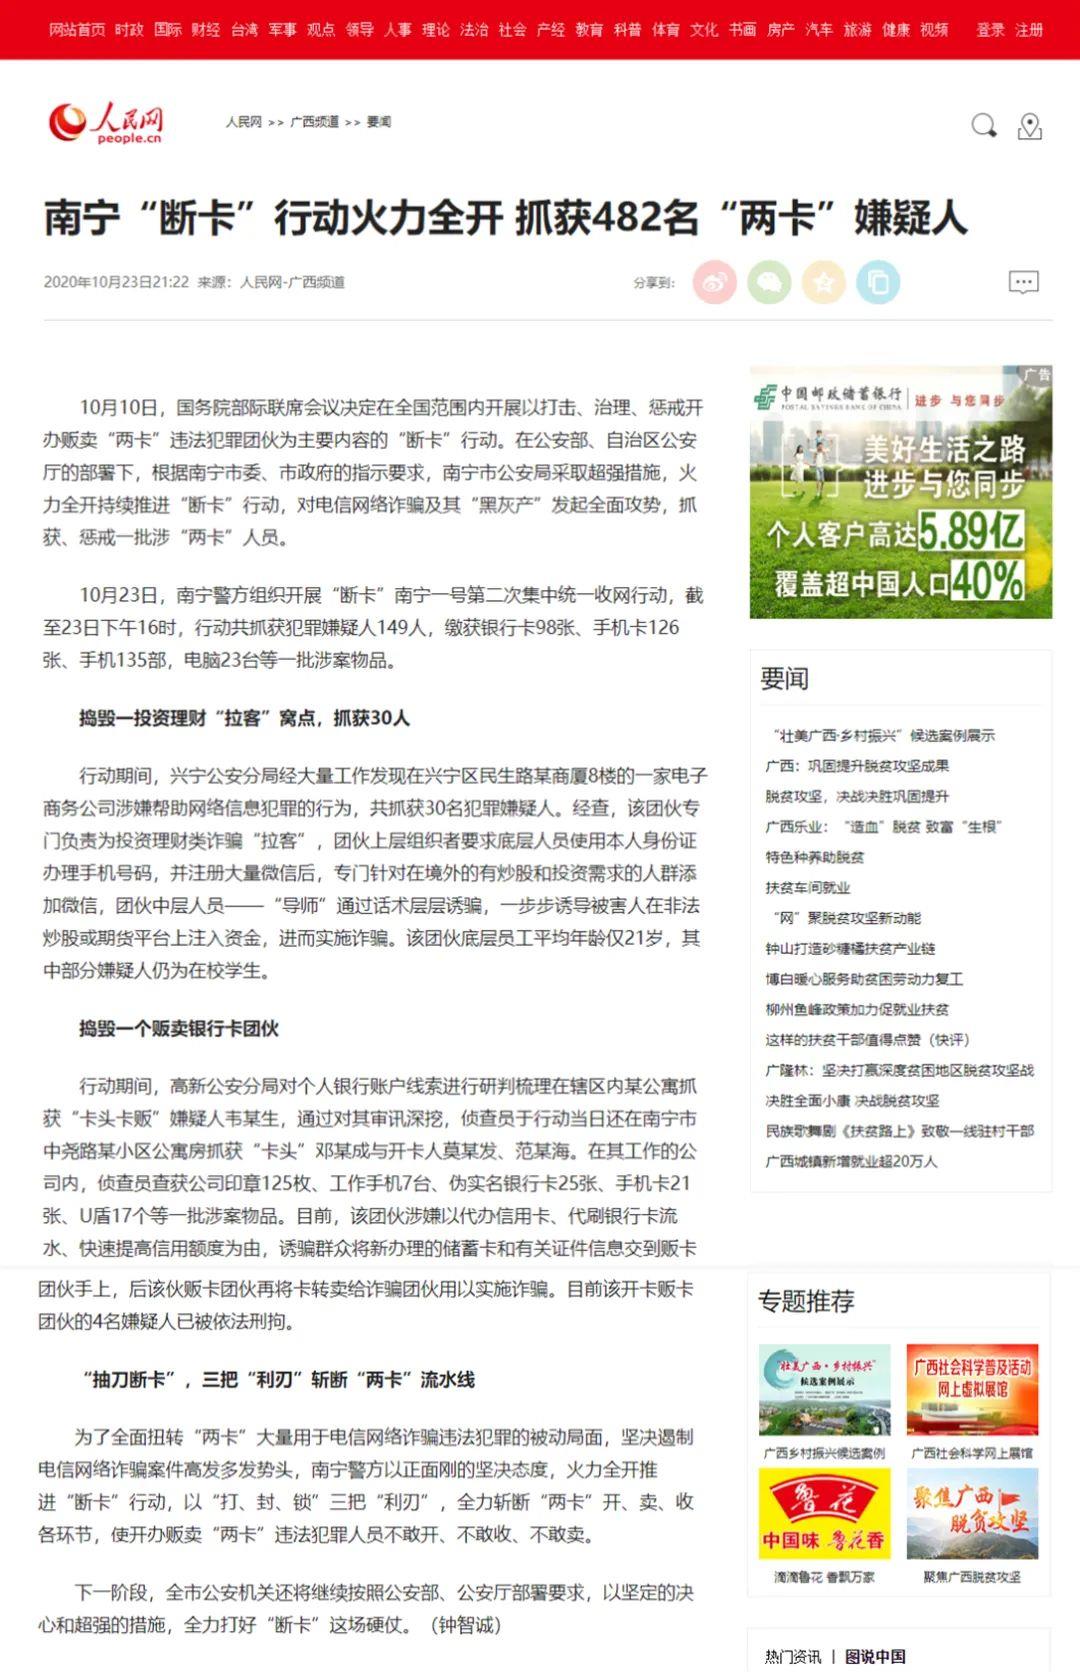 网站首页 时政 国际 财经 台湾 军事 观点 领导 人事 理论 法治 社会 产经 教育 科普 体育 文化 书画 房产 汽车 旅游 健康 视频 登录 注册
人民网
people.cn
人民网 >> 广西频道 >> 要闻
南宁“断卡”行动火力全开 抓获482名“两卡”嫌疑人
2020年10月23日21:22 来源：人民网-广西频道
分享到：
10月10日，国务院部际联席会议决定在全国范围内开展以打击、治理、惩戒开
办贩卖“两卡”违法犯罪团伙为主要内容的“断卡”行动。在公安部、自治区公安
厅的部署下，根据南宁市委、市政府的指示要求，南宁市公安局采取超强措施，火
力全开持续推进“断卡”行动，对电信网络诈骗及其“黑灰产”发起全面攻势，抓
获、惩戒一批涉“两卡”人员。
10月23日，南宁警方组织开展“断卡”南宁一号第二次集中统一收网行动，截
至23日下午16时，行动共抓获犯罪嫌疑人149人，缴获银行卡98张、手机卡126
张、手机135部，电脑23台等一批涉案物品。
捣毁一投资理财“拉客”窝点，抓获30人
行动期间，兴宁公安分局经大量工作发现在兴宁区民生路某商厦8楼的一家电子
商务公司涉嫌帮助网络信息犯罪的行为，共抓获30名犯罪嫌疑人。经查，该团伙专
门负责为投资理财类诈骗“拉客”，团伙上层组织者要求底层人员使用本人身份证
办理手机号码，并注册大量微信后，专门针对在境外的有炒股和投资需求的人群添
加微信，团伙中层人员——“导师”通过话术层层诱骗，一步步诱导被害人在非法
炒股或期货平台上注入资金，进而实施诈骗。该团伙底层员工平均年龄仅21岁，其
中部分嫌疑人仍为在校学生。
捣毁一个贩卖银行卡团伙
行动期间，高新公安分局对个人银行账户线索进行研判梳理在辖区内某公寓抓
获“卡头卡贩”嫌疑人韦某生，通过对其审讯深挖，侦查员于行动当日还在南宁市
中尧路某小区公寓房抓获“卡头”邓某成与开卡人莫某发、范某海。在其工作的公
司内，侦查员查获公司印章125枚、工作手机7台、伪实名银行卡25张、手机卡21
张、U盾17个等一批涉案物品。目前，该团伙涉嫌以代办信用卡、代刷银行卡流
水、快速提高信用额度为由，诱骗群众将新办理的储蓄卡和有关证件信息交到贩卡
团伙手上，后该伙贩卡团伙再将卡转卖给诈骗团伙用以实施诈骗。目前该开卡贩卡
团伙的4名嫌疑人已被依法刑拘。
“抽刀断卡”，三把“利刃”斩断“两卡”流水线
为了全面扭转“两卡”大量用于电信网络诈骗违法犯罪的被动局面，坚决遏制
电信网络诈骗案件高发多发势头，南宁警方以正面刚的坚决态度，火力全开推
进“断卡”行动，以“打、封、锁”三把“利刃”，全力斩断“两卡”开、卖、收
各环节，使开办贩卖“两卡”违法犯罪人员不敢开、不敢收、不敢卖。
下一阶段，全市公安机关还将继续按照公安部、公安厅部署要求，以坚定的决
心和超强的措施，全力打好“断卡”这场硬仗。（钟智诚）
广告
中国邮政储蓄银行
POSTAL SAVINGS BANK OF CHINA
进步 与您同步
美好生活之路
进步与您同步
个人客户高达5.89亿
覆盖超中国人口40%
要闻
“壮美广西·乡村振兴”候选案例展示
广西：巩固提升脱贫攻坚成果
脱贫攻坚，决战决胜巩固提升
广西乐业：“造血”脱贫 致富“生根”
特色种养助脱贫
扶贫车间就业
“网”聚脱贫攻坚新动能
钟山打造砂糖橘扶贫产业链
博白暖心服务助贫困劳动力复工
柳州鱼峰政策加力促就业扶贫
这样的扶贫干部值得点赞（快评）
广隆林：坚决打赢深度贫困地区脱贫攻坚战
决胜全面小康 决战脱贫攻坚
民族歌舞剧《扶贫路上》致敬一线驻村干部
广西城镇新增就业超20万人
专题推荐
“壮美广西·乡村振兴”
候选案例展示
广西社会科学普及活动
网上虚拟展馆
广西乡村振兴候选案例
广西社会科学网上展馆
鲁花
中国味 鲁花香
聚焦广西
脱贫攻坚
滴滴鲁花 香飘万家
聚焦广西脱贫攻坚
热门资讯 | 图说中国